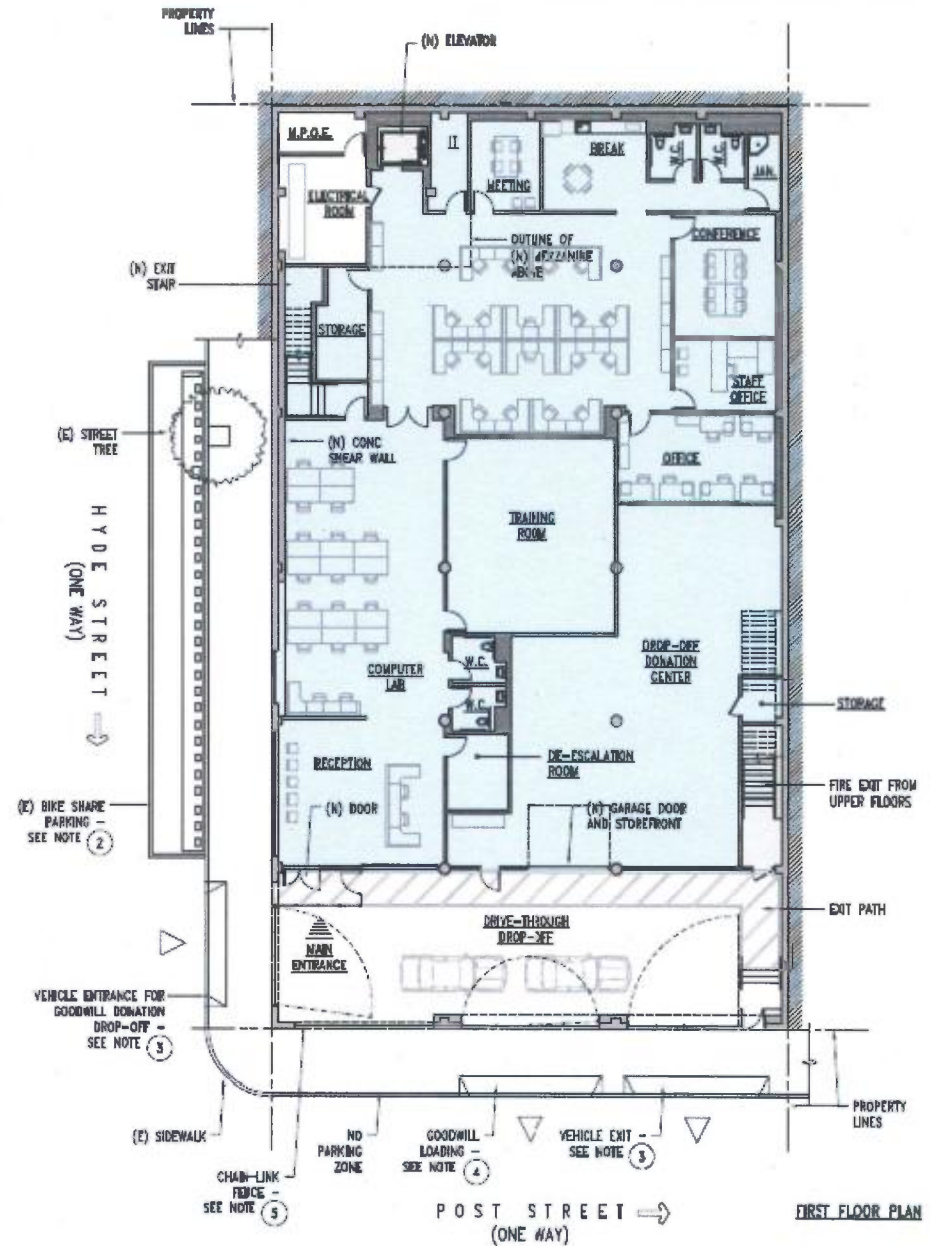 PROPERTY
LINES
(N) ELEVATOR
M.P.O.E.
IT
BREAK
W.C.
W.C.
JAN.
MEETING
ELECTRICAL
ROOM
CONFERENCE
OUTLINE OF
(N) MEZZANINE
ABOVE
(N) EXIT
STAIR
STORAGE
STAFF
OFFICE
(E) STREET
TREE
(N) CONC
SHEAR WALL
OFFICE
HYDE STREET
(ONE WAY)
TRAINING
ROOM
DROP-OFF
DONATION
CENTER
COMPUTER
LAB
W.C.
W.C.
STORAGE
RECEPTION
DE-ESCALATION
ROOM
FIRE EXIT FROM
UPPER FLOORS
(E) BIKE SHARE
PARKING -
SEE NOTE 2
(N) DOOR
(N) GARAGE DOOR
AND STOREFRONT
EXIT PATH
DRIVE-THROUGH
DROP-OFF
MAIN
ENTRANCE
VEHICLE ENTRANCE FOR
GOODWILL DONATION
DROP-OFF -
SEE NOTE 3
PROPERTY
LINES
(E) SIDEWALK
NO
PARKING
ZONE
GOODWILL
LOADING -
SEE NOTE 4
VEHICLE EXIT -
SEE NOTE 3
CHAIN-LINK
FENCE -
SEE NOTE 5
POST STREET
(ONE WAY)
FIRST FLOOR PLAN